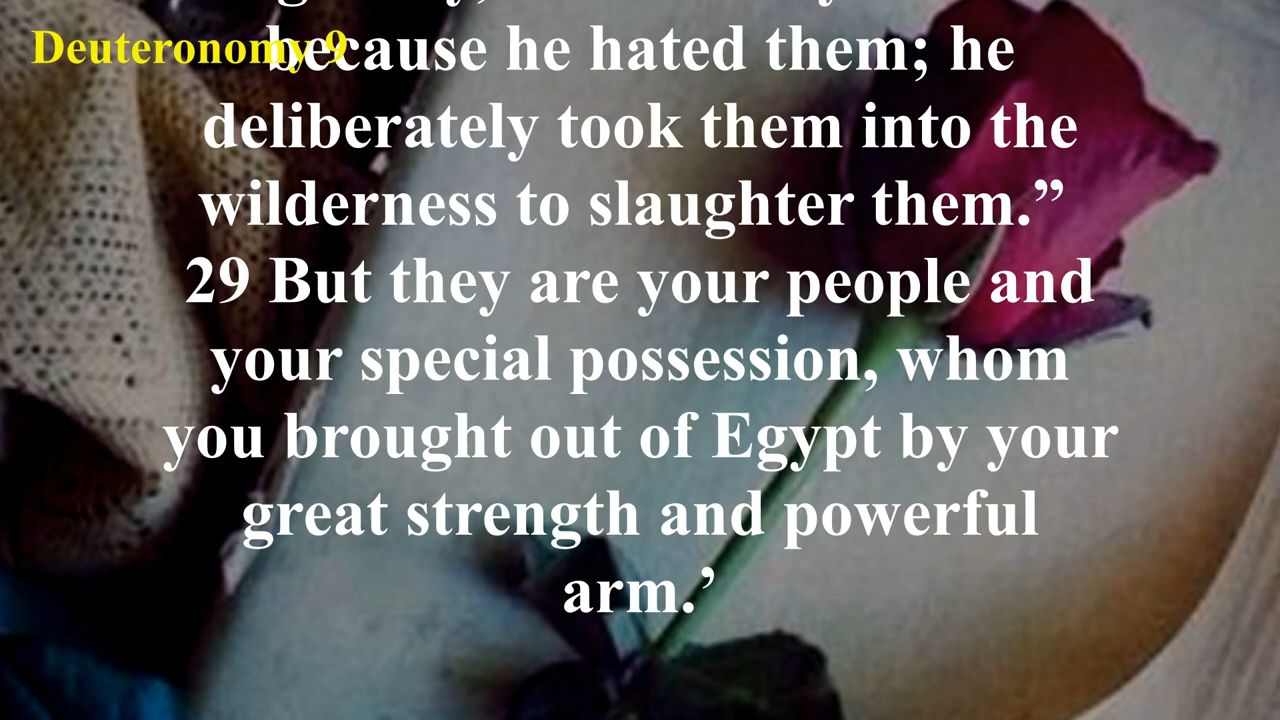 Deuteronomy 9
because he hated them; he
deliberately took them into the
wilderness to slaughter them.”
29 But they are your people and
your special possession, whom
you brought out of Egypt by your
great strength and powerful
arm.’